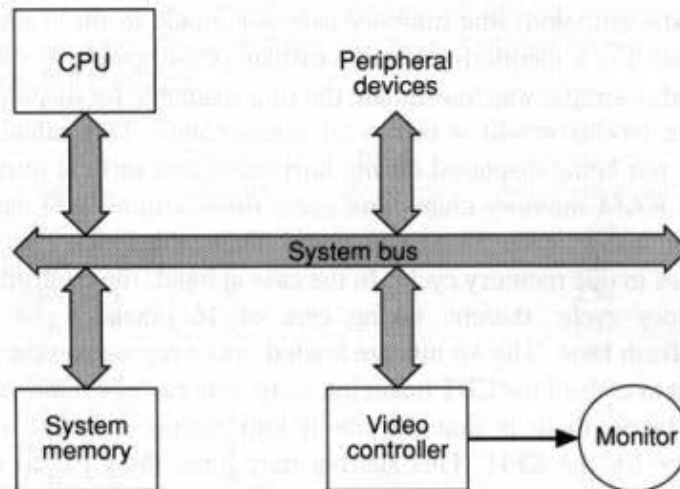 CPU
Peripheral
devices
System bus
System
memory
Video
controller
Monitor